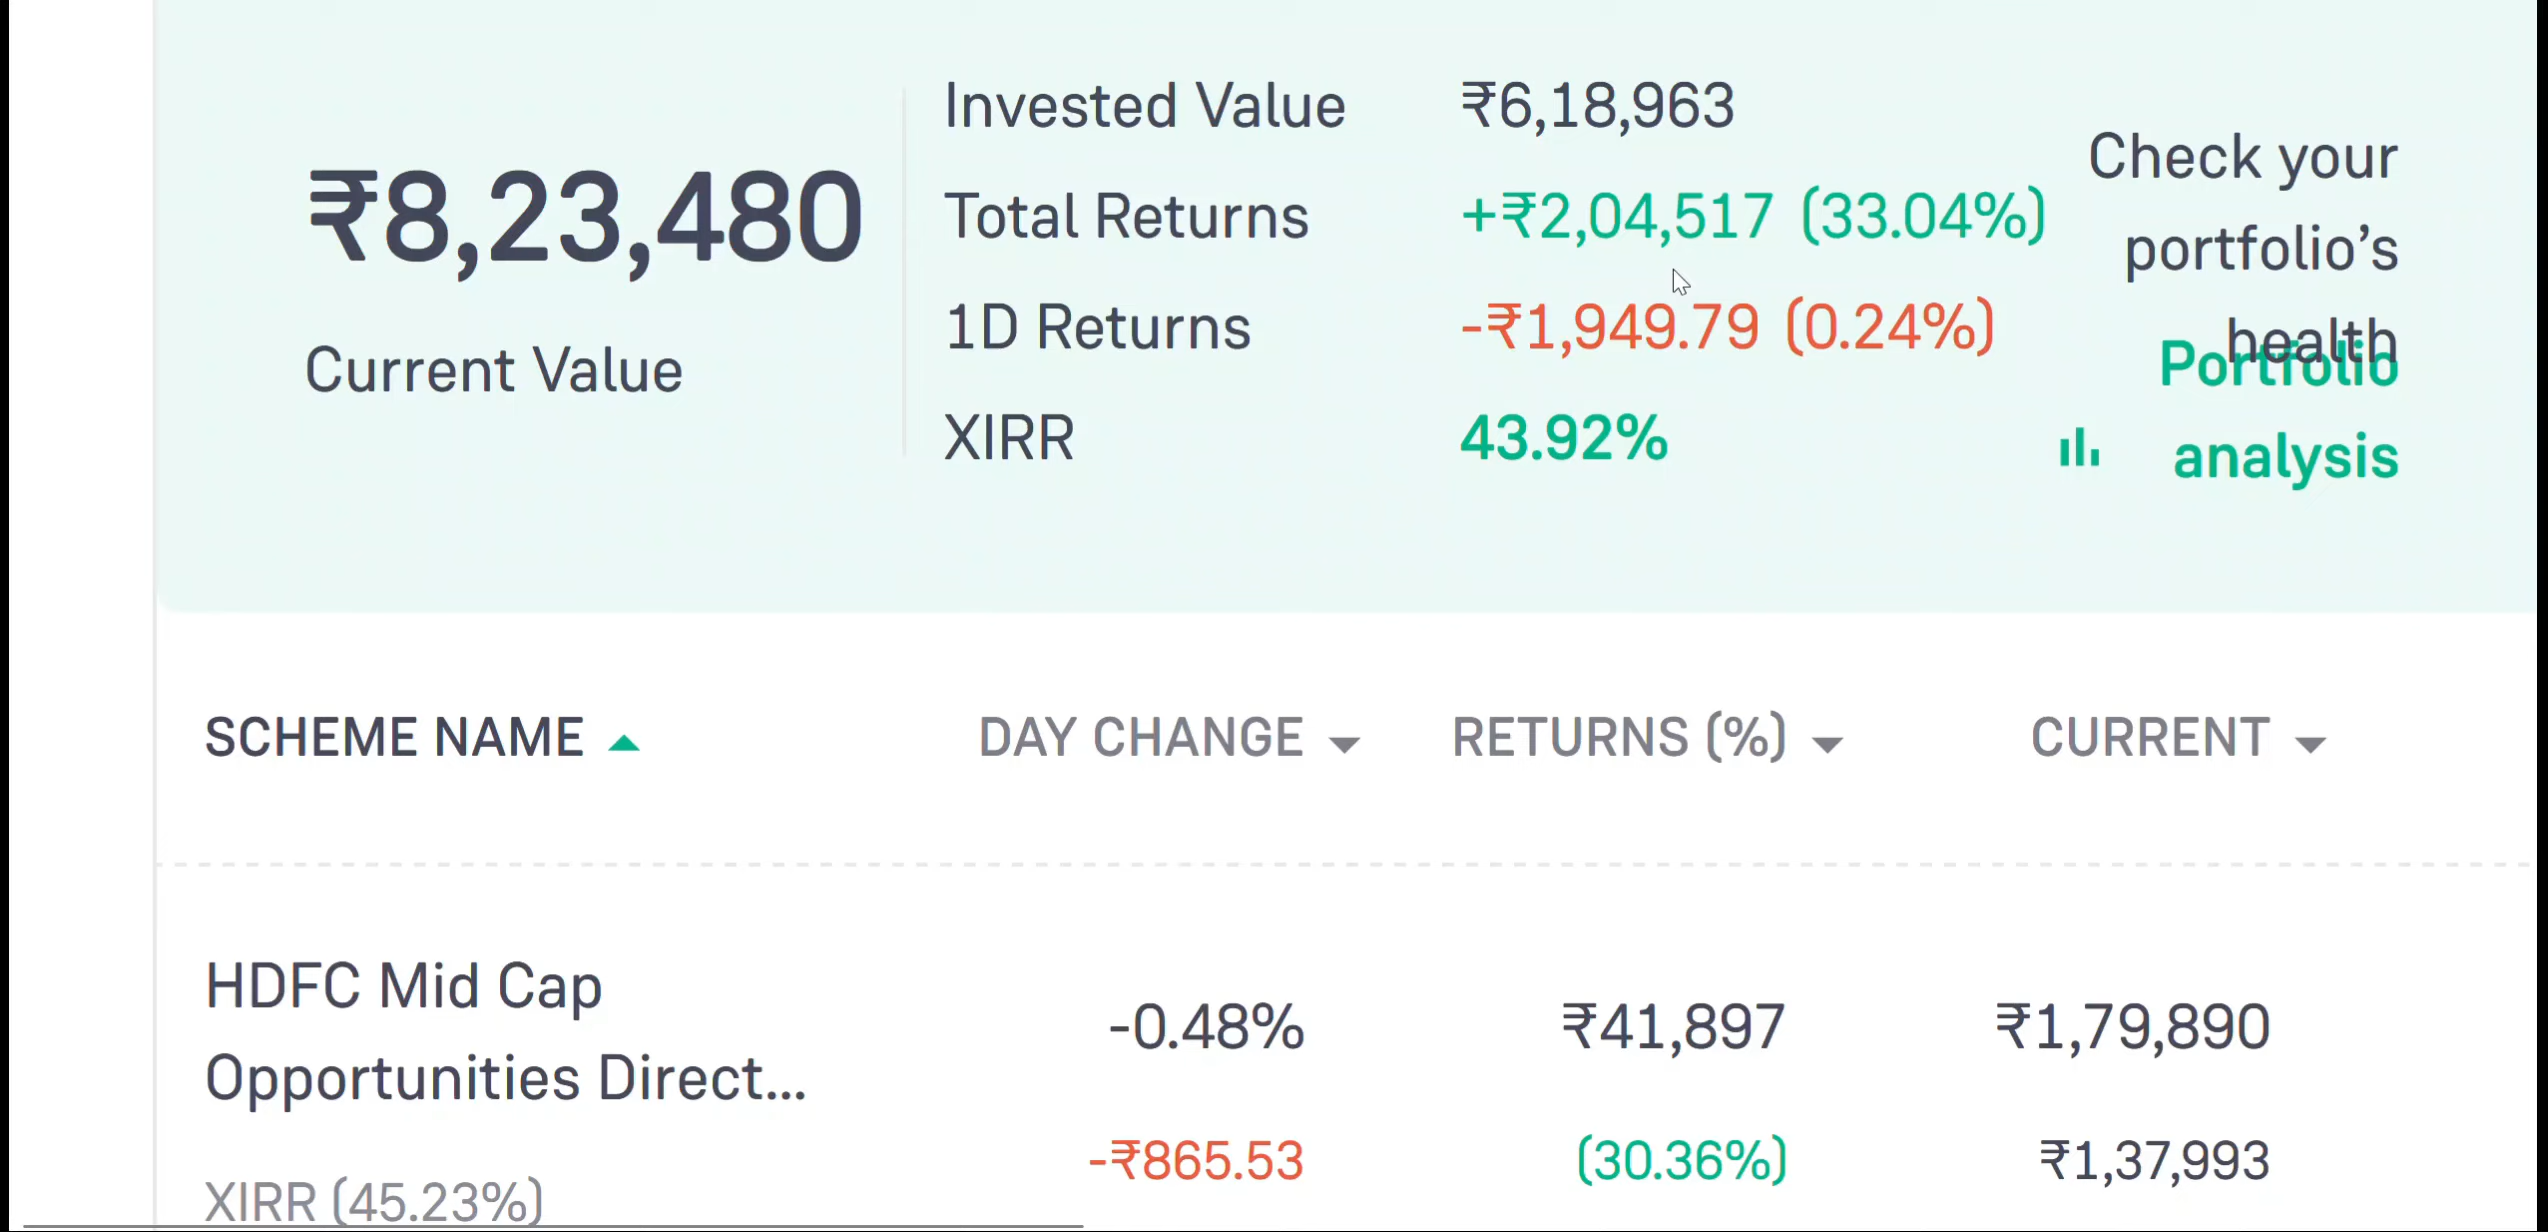 ₹8,23,480
Current Value
Invested Value ₹6,18,963
Total Returns +₹2,04,517 (33.04%)
1D Returns -₹1,949.79 (0.24%)
XIRR 43.92%
Check your
portfolio’s
health
Portfolio
analysis
SCHEME NAME DAY CHANGE RETURNS (%) CURRENT
HDFC Mid Cap
Opportunities Direct...
XIRR (45.23%)
-0.48% ₹41,897 ₹1,79,890
-₹865.53 (30.36%) ₹1,37,993